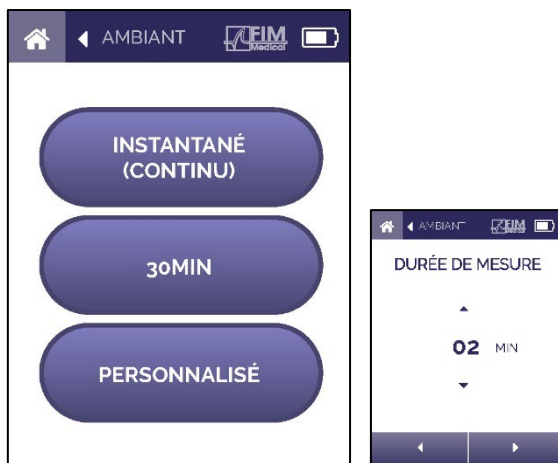 AMBIANT FIM Medical
INSTANTANÉ
(CONTINU)
30MIN
PERSONNALISÉ
AMBIANT FIM
DURÉE DE MESURE
02 MIN